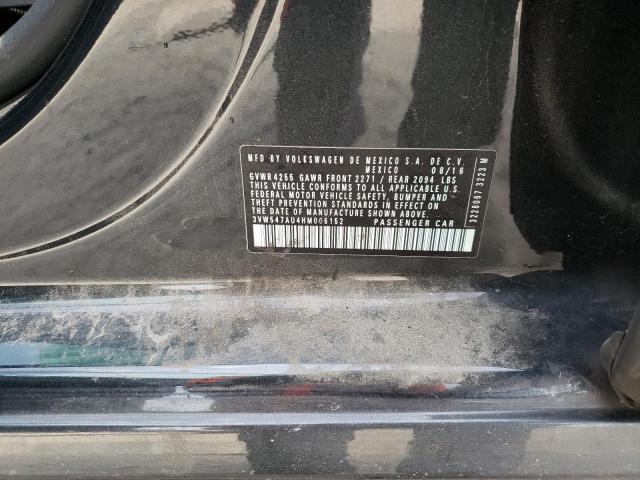 MFD BY VOLKSWAGEN DE MEXICO S.A. DE C.V.
MEXICO 08/16
GVWR 4255 GAWR FRONT 2271 / REAR 2094 LBS
THIS VEHICLE CONFORMS TO ALL APPLICABLE U.S.
FEDERAL MOTOR VEHICLE SAFETY, BUMPER AND
THEFT PREVENTION STANDARDS IN EFFECT ON THE
DATE OF MANUFACTURE SHOWN ABOVE.
3VW547AU4HM006152 PASSENGER CAR
3228067 3223 M